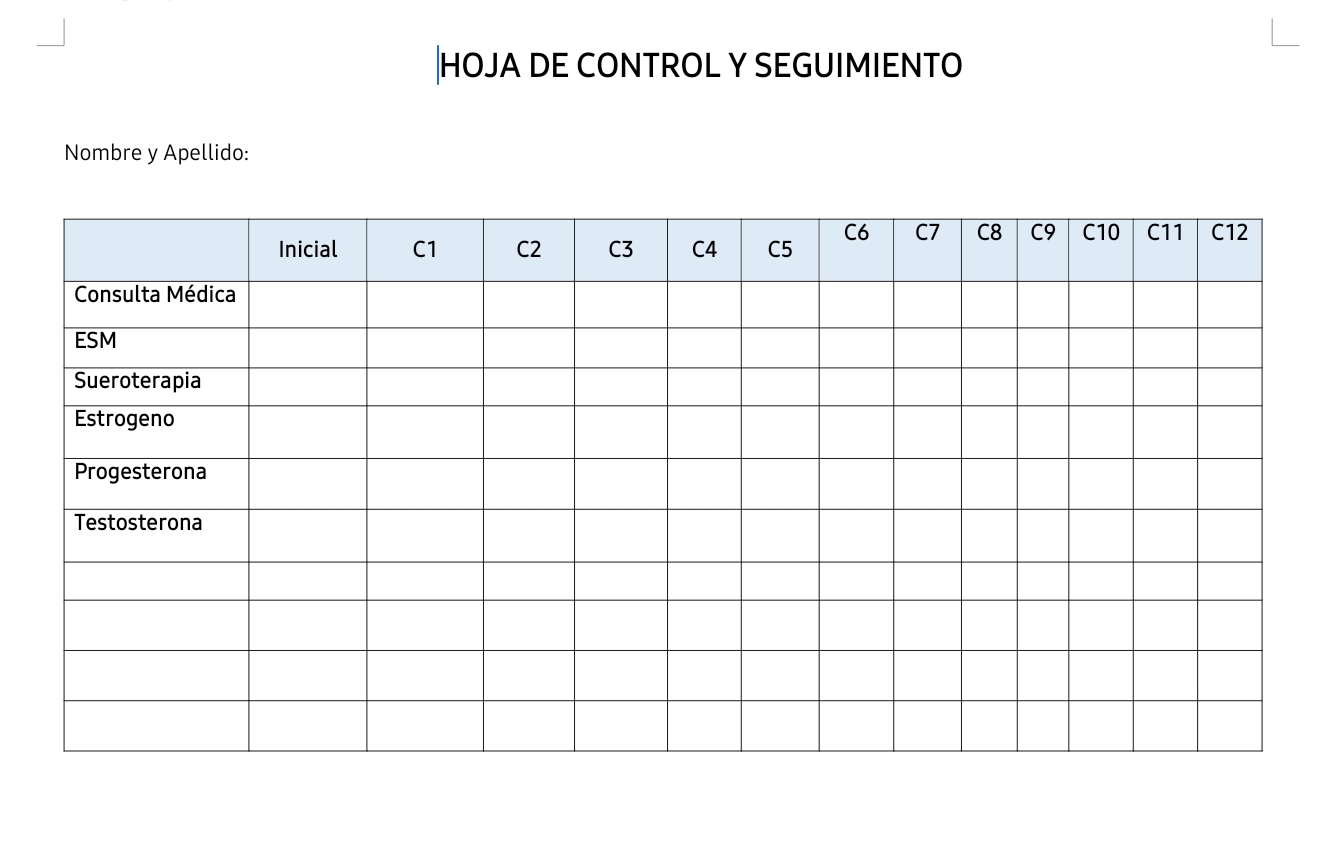 HOJA DE CONTROL Y SEGUIMIENTO
Nombre y Apellido:
Inicial C1 C2 C3 C4 C5 C6 C7 C8 C9 C10 C11 C12
Consulta Médica
ESM
Sueroterapia
Estrogeno
Progesterona
Testosterona